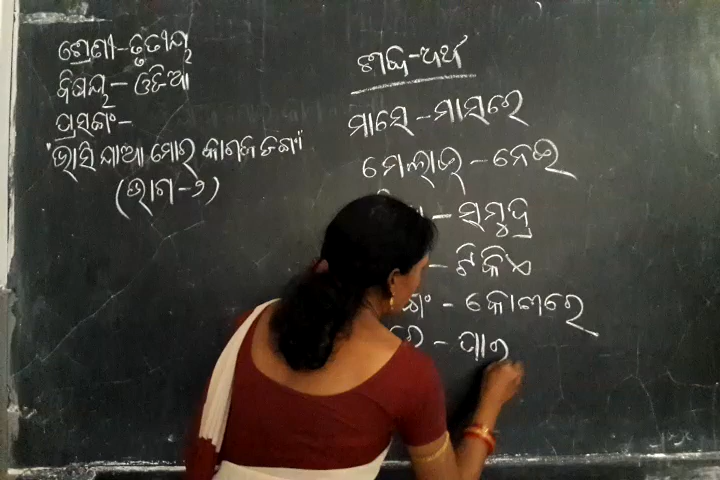 ଶ୍ରେଣୀ-ତୃତୀୟ
ବିଷୟ - ଓଡିଆ
ପ୍ରସଙ୍ଗ-
"ଭାସି ଯାଆ ମୋର କାଗଜ ଡଙ୍ଗା"
(ଭାଗ-୨)
ଶବ୍ଦ-ଅର୍ଥ
ମାସେ - ମାସରେ
ମେଲାଇ - ନେଇ
- ସମୁଦ୍ର
- ଟିକିଏ
- କୋଳରେ
ରେ - ପାଇ